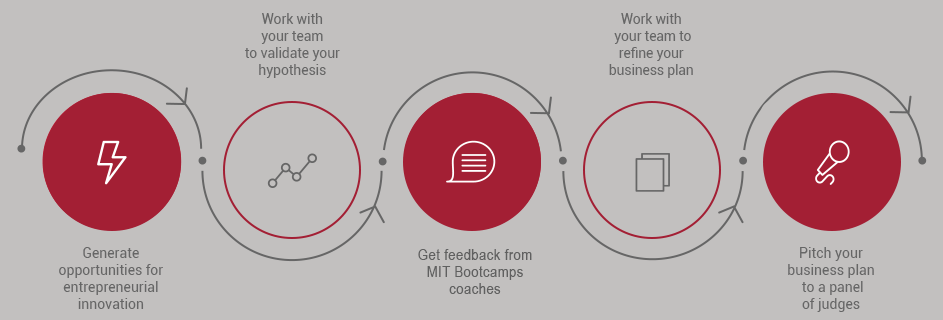 Generate
opportunities for
entrepreneurial
innovation
Work with
your team
to validate your
hypothesis
Get feedback from
MIT Bootcamps
coaches
Work with
your team to
refine your
business plan
Pitch your
business plan
to a panel
of judges